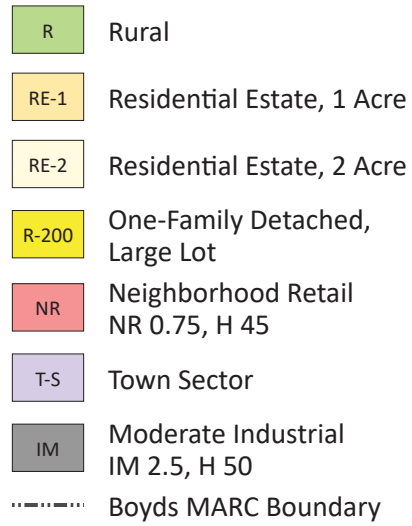 R Rural
RE-1 Residential Estate, 1 Acre
RE-2 Residential Estate, 2 Acre
R-200 One-Family Detached,
Large Lot
NR Neighborhood Retail
NR 0.75, H 45
T-S Town Sector
IM Moderate Industrial
IM 2.5, H 50
Boyds MARC Boundary